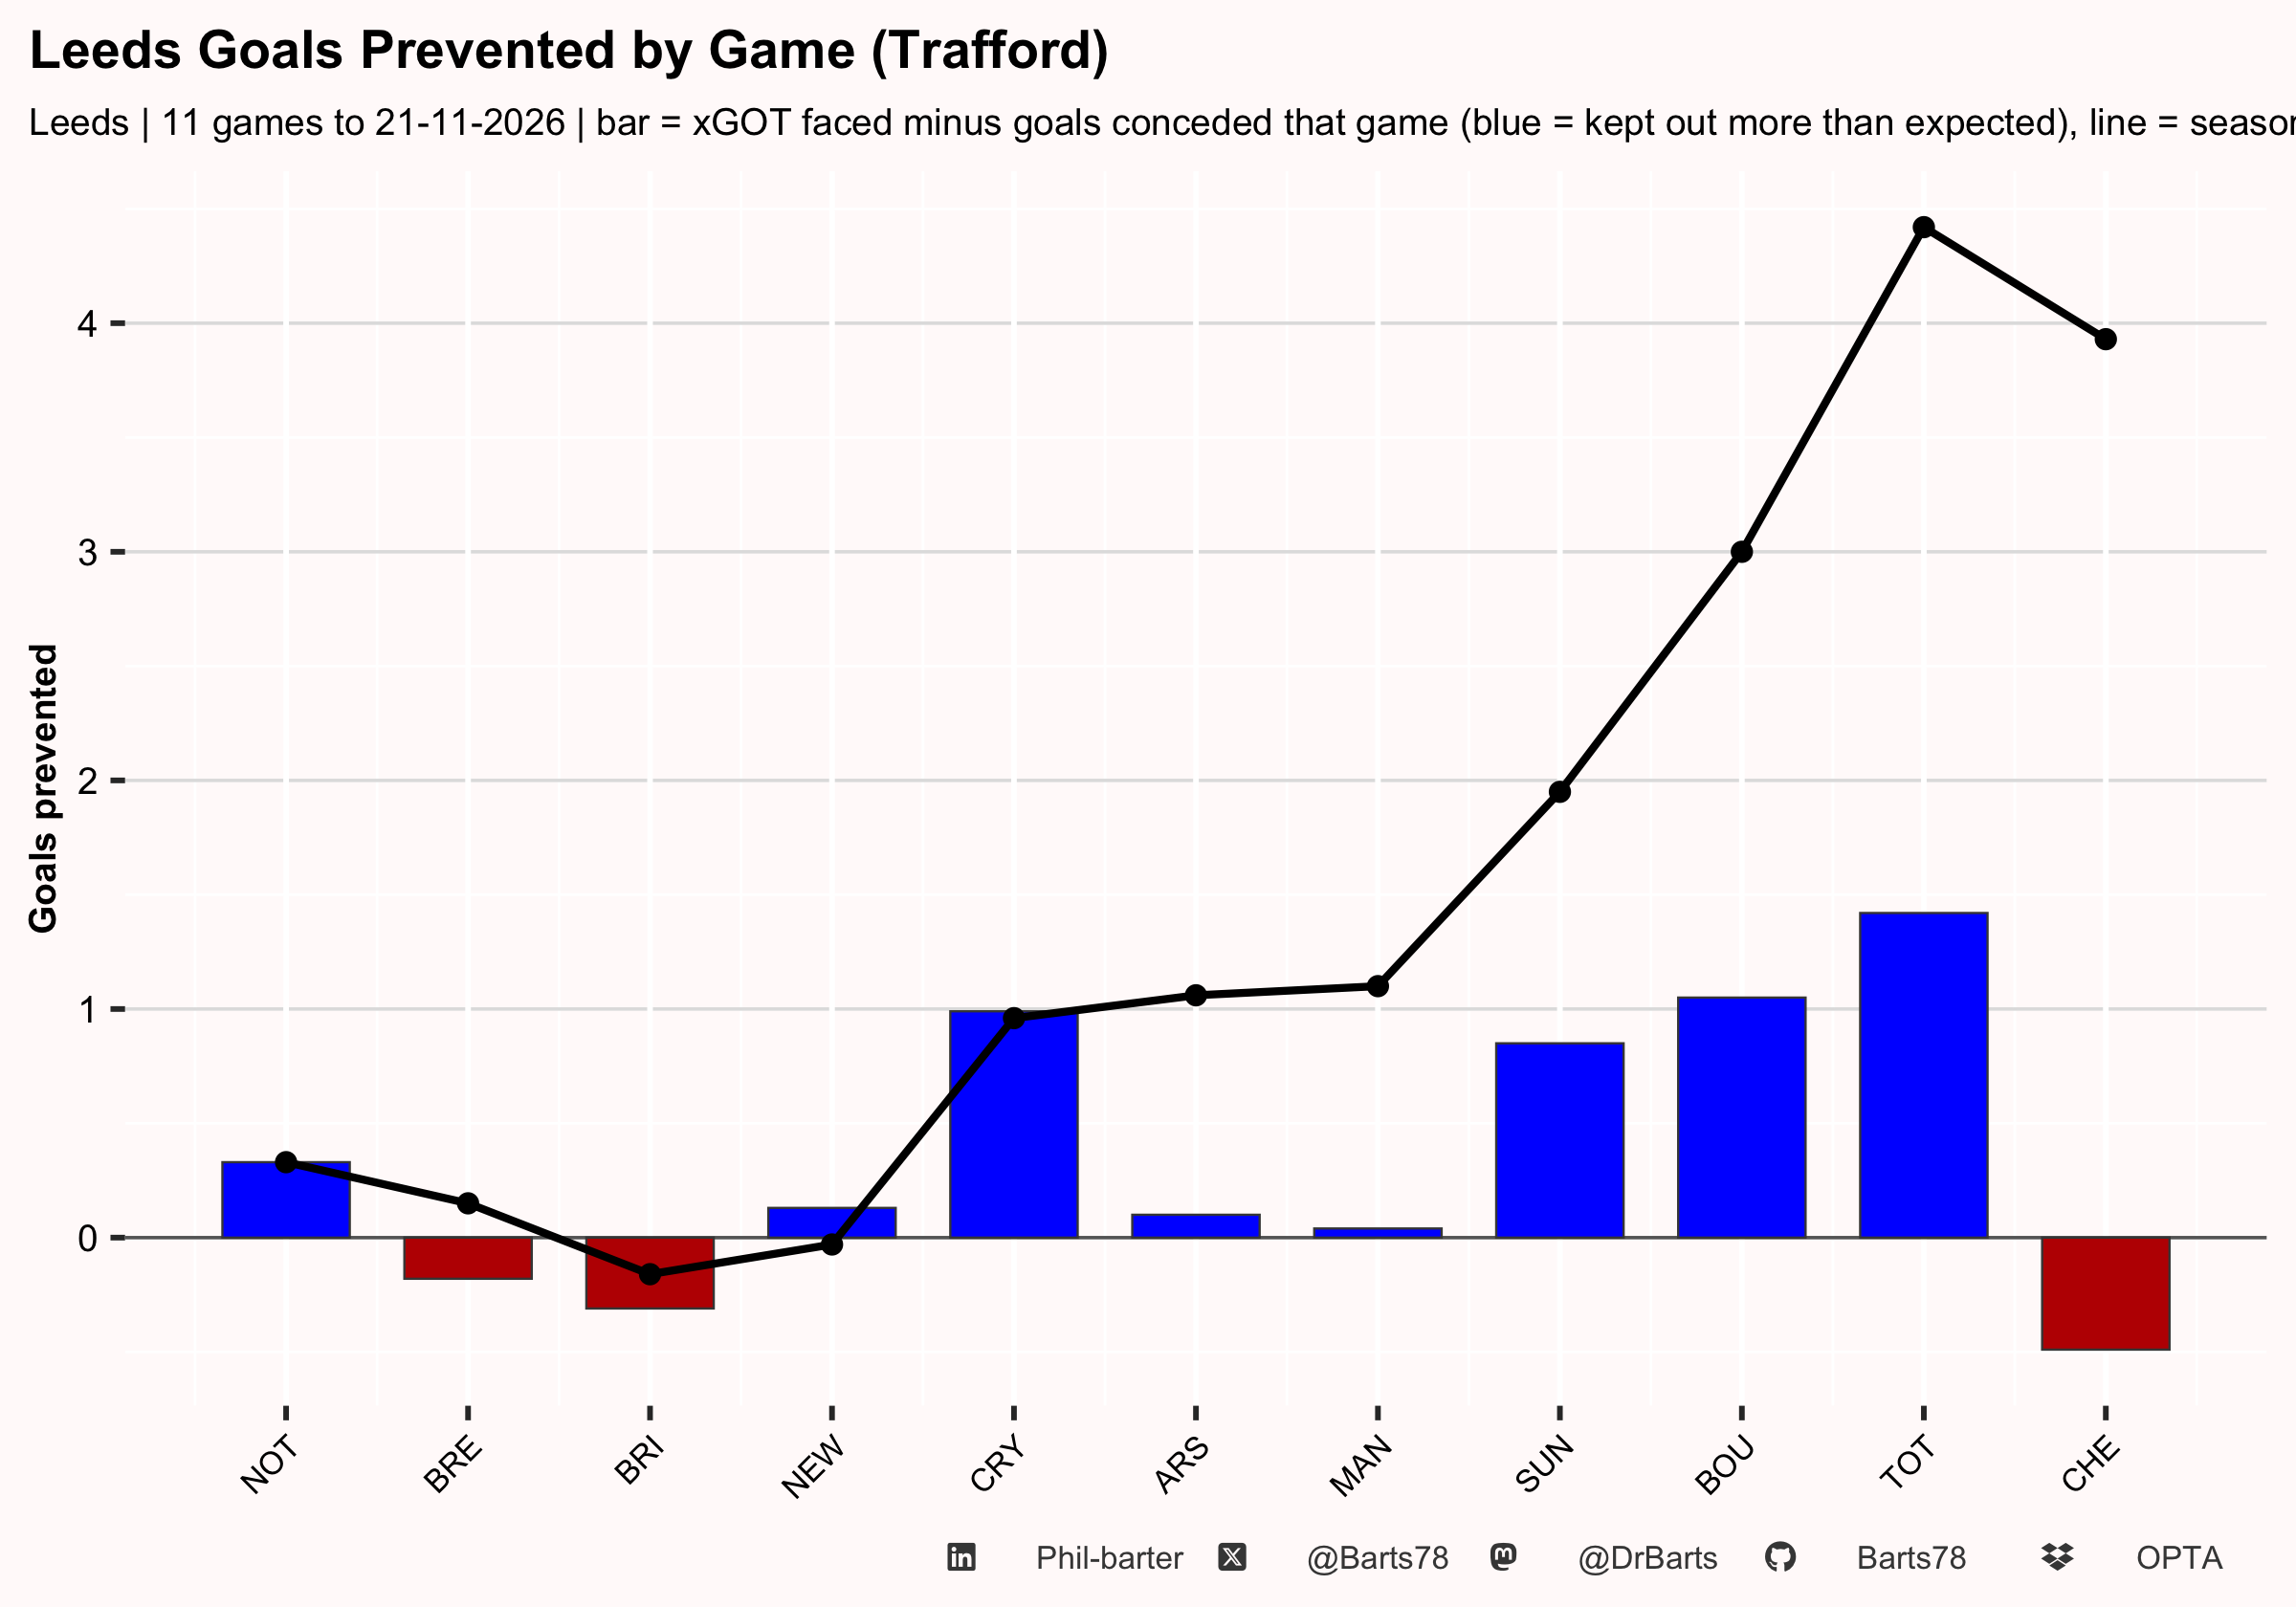 Leeds Goals Prevented by Game (Trafford)
Leeds | 11 games to 21-11-2026 | bar = xGOT faced minus goals conceded that game (blue = kept out more than expected), line = season
Goals prevented
4
3
2
1
0
NOT BRE BRI NEW CRY ARS MAN SUN BOU TOT CHE
Phil-barter @Barts78 @DrBarts Barts78 OPTA